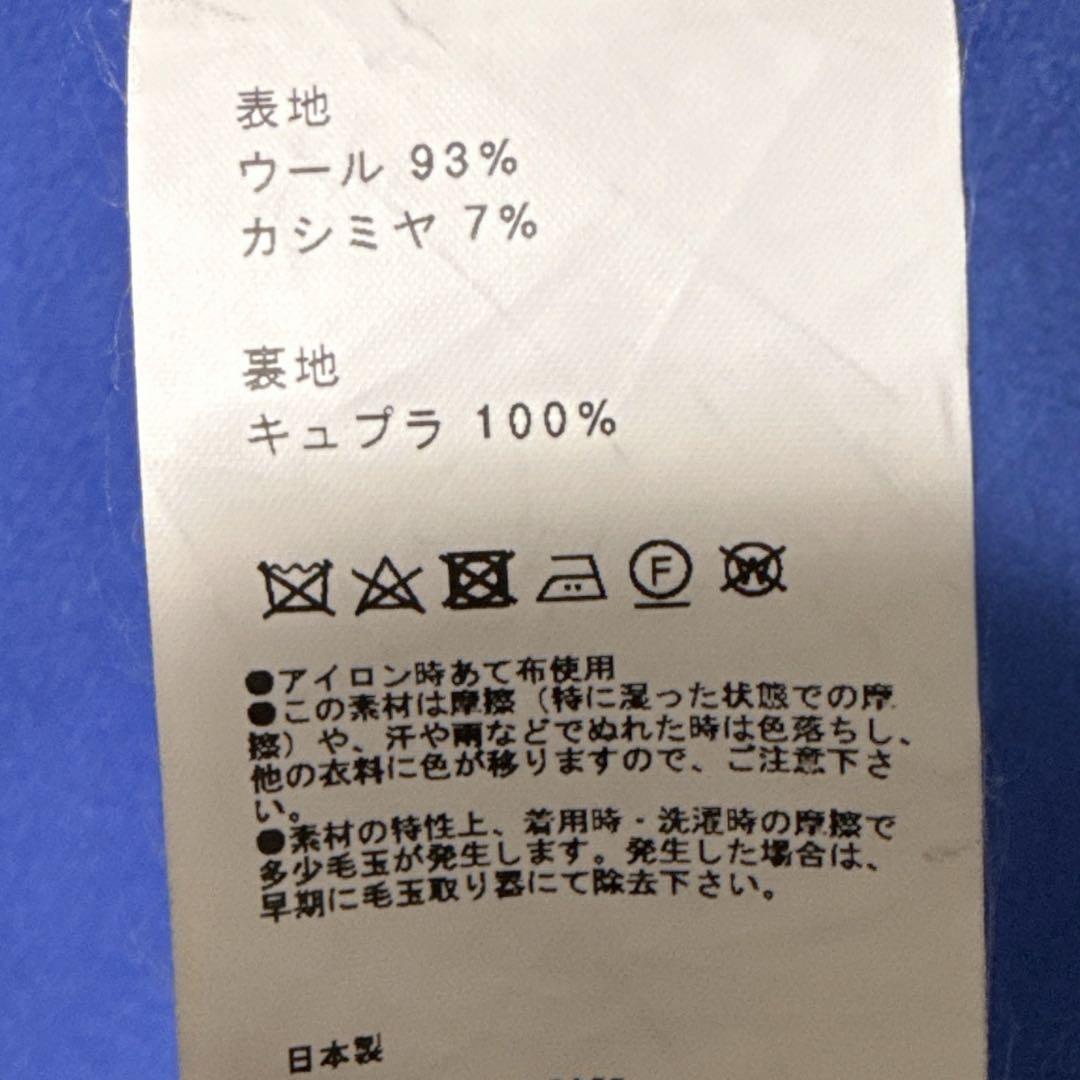 表地
ウール 93%
カシミヤ 7%
裏地
キュプラ 100%
F
W
●アイロン時あて布使用
●この素材は摩擦（特に湿った状態での摩
擦）や、汗や雨などでぬれた時は色落ちし、
他の衣料に色が移りますので、ご注意下さ
い。
●素材の特性上、着用時・洗濯時の摩擦で
多少毛玉が発生します。発生した場合は、
早期に毛玉取り器にて除去下さい。
日本製